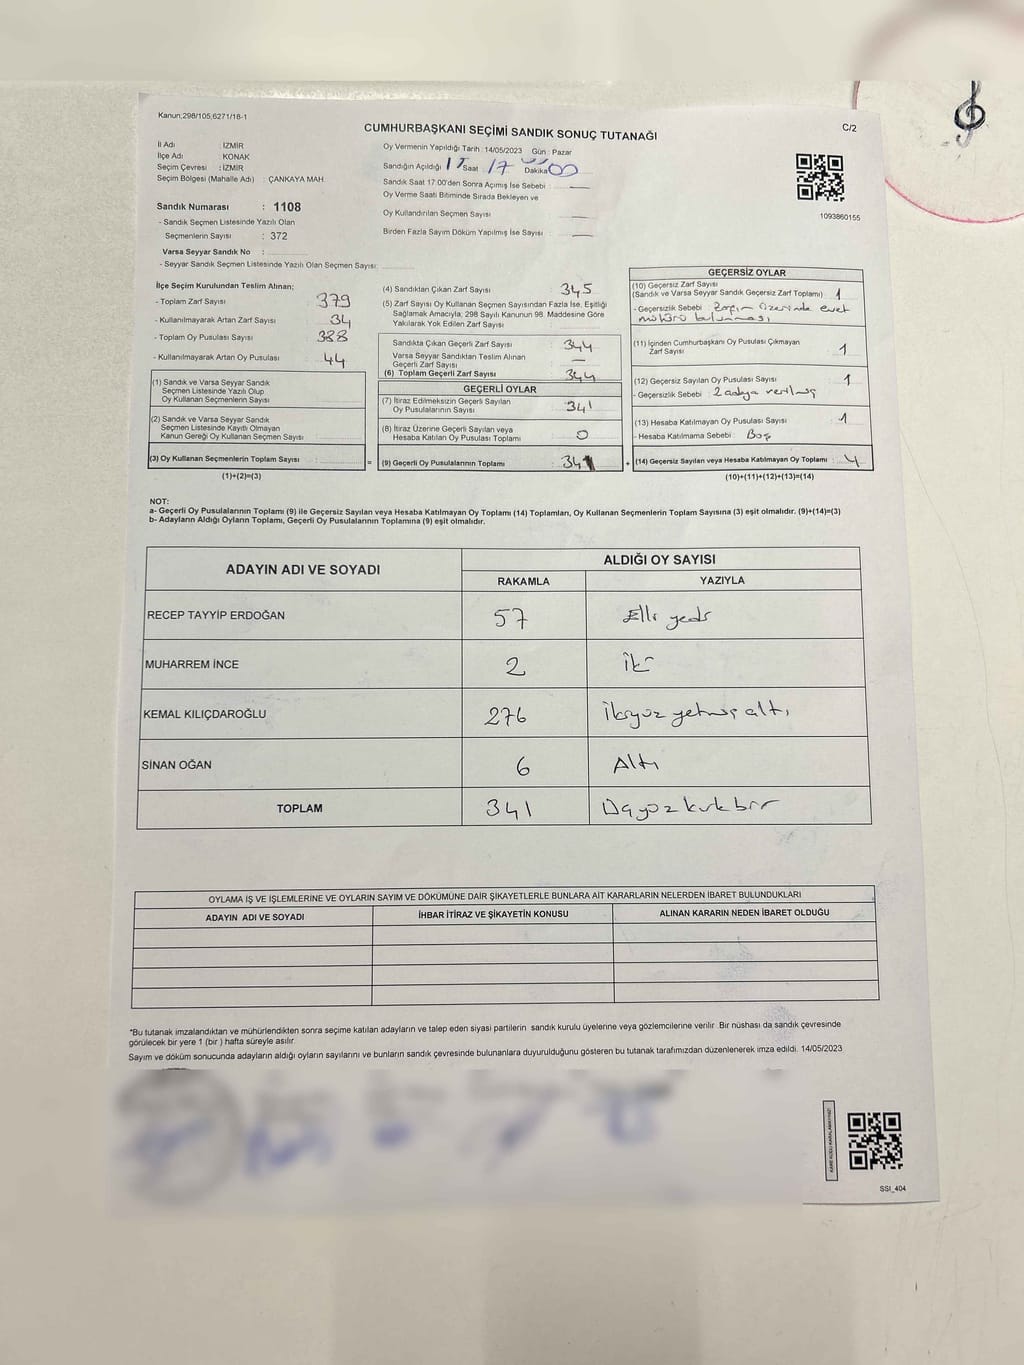 Kanun;298/105,6271/18-1
CUMHURBAŞKANI SEÇİMİ SANDIK SONUÇ TUTANAĞI
C/2
İl Adı : İZMİR
İlçe Adı : KONAK
Seçim Çevresi : İZMİR
Seçim Bölgesi (Mahalle Adı) : ÇANKAYA MAH.
Sandık Numarası : 1108
- Sandık Seçmen Listesinde Yazılı Olan
Seçmenlerin Sayısı : 372
Varsa Seyyar Sandık No :
- Seyyar Sandık Seçmen Listesinde Yazılı Olan Seçmen Sayısı:
Oy Vermenin Yapıldığı Tarih :14/05/2023 Gün : Pazar
Sandığın Açıldığı Saat 17 Dakika 00
Sandık Saat 17:00'den Sonra Açımış İse Sebebi : —
Oy Verme Saati Bitiminde Sırada Bekleyen ve
Oy Kullandırılan Seçmen Sayısı : —
Birden Fazla Sayım Döküm Yapılmış İse Sayısı : —
1093860155
İlçe Seçim Kurulundan Teslim Alınan;
- Toplam Zarf Sayısı : 379
- Kullanılmayarak Artan Zarf Sayısı : 34
- Toplam Oy Pusulası Sayısı : 388
- Kullanılmayarak Artan Oy Pusulası : 44
(1) Sandık ve Varsa Seyyar Sandık
Seçmen Listesinde Yazılı Olup
Oy Kullanan Seçmenlerin Sayısı :
(2) Sandık ve Varsa Seyyar Sandık
Seçmen Listesinde Kayıtlı Olmayan
Kanun Gereği Oy Kullanan Seçmen Sayısı :
(3) Oy Kullanan Seçmenlerin Toplam Sayısı :
(1)+(2)=(3)
(4) Sandıktan Çıkan Zarf Sayısı : 345
(5) Zarf Sayısı Oy Kullanan Seçmen Sayısından Fazla İse, Eşitliği
Sağlamak Amacıyla, 298 Sayılı Kanunun 98. Maddesine Göre
Yakılarak Yok Edilen Zarf Sayısı :
Sandıkta Çıkan Geçerli Zarf Sayısı : 344
Varsa Seyyar Sandıktan Teslim Alınan
Geçerli Zarf Sayısı : —
(6) Toplam Geçerli Zarf Sayısı : 344
GEÇERLİ OYLAR
(7) İtiraz Edilmeksizin Geçerli Sayılan
Oy Pusulalarının Sayısı : 341
(8) İtiraz Üzerine Geçerli Sayılan veya
Hesaba Katılan Oy Pusulası Toplamı : 0
= (9) Geçerli Oy Pusulalarının Toplamı : 341
GEÇERSİZ OYLAR
(10) Geçersiz Zarf Sayısı
(Sandık ve Varsa Seyyar Sandık Geçersiz Zarf Toplamı) : 1
- Geçersizlik Sebebi : Zarfın üzerinde evet
mührü bulunması
(11) İçinden Cumhurbaşkanı Oy Pusulası Çıkmayan
Zarf Sayısı : 1
(12) Geçersiz Sayılan Oy Pusulası Sayısı : 1
- Geçersizlik Sebebi : 2 adaya verilmiş
(13) Hesaba Katılmayan Oy Pusulası Sayısı : 1
- Hesaba Katılmama Sebebi : Boş
+ (14) Geçersiz Sayılan veya Hesaba Katılmayan Oy Toplamı : 4
(10)+(11)+(12)+(13)=(14)
NOT:
a- Geçerli Oy Pusulalarının Toplamı (9) ile Geçersiz Sayılan veya Hesaba Katılmayan Oy Toplamı (14) Toplamları, Oy Kullanan Seçmenlerin Toplam Sayısına (3) eşit olmalıdır. (9)+(14)=(3)
b- Adayların Aldığı Oyların Toplamı, Geçerli Oy Pusulalarının Toplamına (9) eşit olmalıdır.
ADAYIN ADI VE SOYADI
ALDIĞI OY SAYISI
RAKAMLA YAZIYLA
RECEP TAYYİP ERDOĞAN 57 Elli yedi
MUHARREM İNCE 2 İki
KEMAL KILIÇDAROĞLU 276 İkiyüz yetmiş altı
SİNAN OĞAN 6 Altı
TOPLAM 341 Üçyüz kırk bir
OYLAMA İŞ VE İŞLEMLERİNE VE OYLARIN SAYIM VE DÖKÜMÜNE DAİR ŞİKAYETLERLE BUNLARA AİT KARARLARIN NELERDEN İBARET BULUNDUKLARI
ADAYIN ADI VE SOYADI İHBAR İTİRAZ VE ŞİKAYETİN KONUSU ALINAN KARARIN NEDEN İBARET OLDUĞU
*Bu tutanak imzalandıktan ve mühürlendikten sonra seçime katılan adayların ve talep eden siyasi partilerin sandık kurulu üyelerine veya gözlemcilerine verilir. Bir nüshası da sandık çevresinde
görülecek bir yere 1 (bir ) hafta süreyle asılır.
Sayım ve döküm sonucunda adayların aldığı oyların sayılarını ve bunların sandık çevresinde bulunanlara duyurulduğunu gösteren bu tutanak tarafımızdan düzenlenerek imza edildi. 14/05/2023
KARE KODU KARALAMAYINIZ!
SSI_404